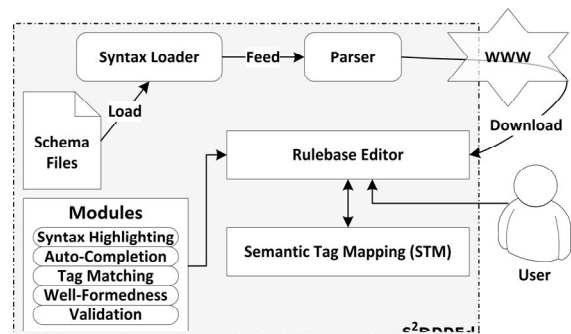 Syntax Loader
Feed
Parser
WWW
Load
Download
Schema
Files
Rulebase Editor
Modules
Syntax Highlighting
Auto-Completion
Tag Matching
Well-Formedness
Validation
Semantic Tag Mapping (STM)
User